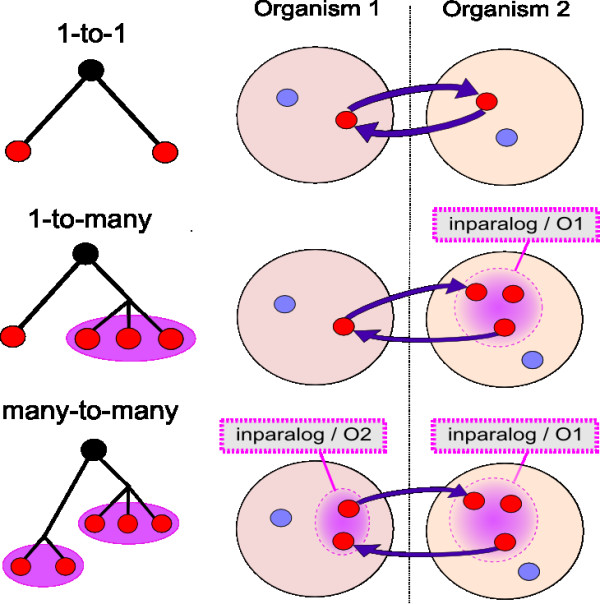 Organism 1
Organism 2
1-to-1
1-to-many
inparalog / O1
many-to-many
inparalog / O2
inparalog / O1